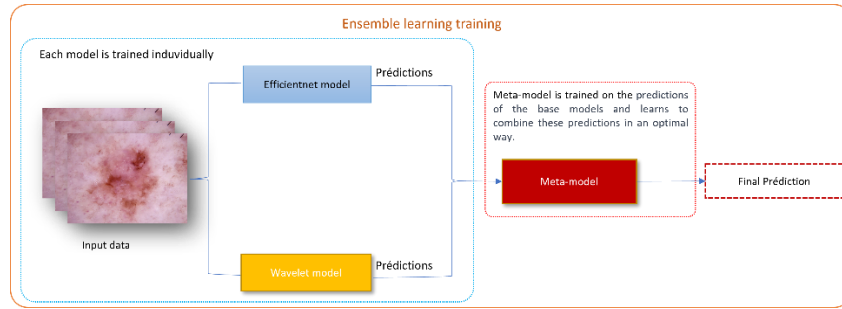 Ensemble learning training
Each model is trained induvidually
Efficientnet model
Prédictions
Meta-model is trained on the predictions
of the base models and learns to
combine these predictions in an optimal
way.
Meta-model
Final Prédiction
Input data
Wavelet model
Prédictions